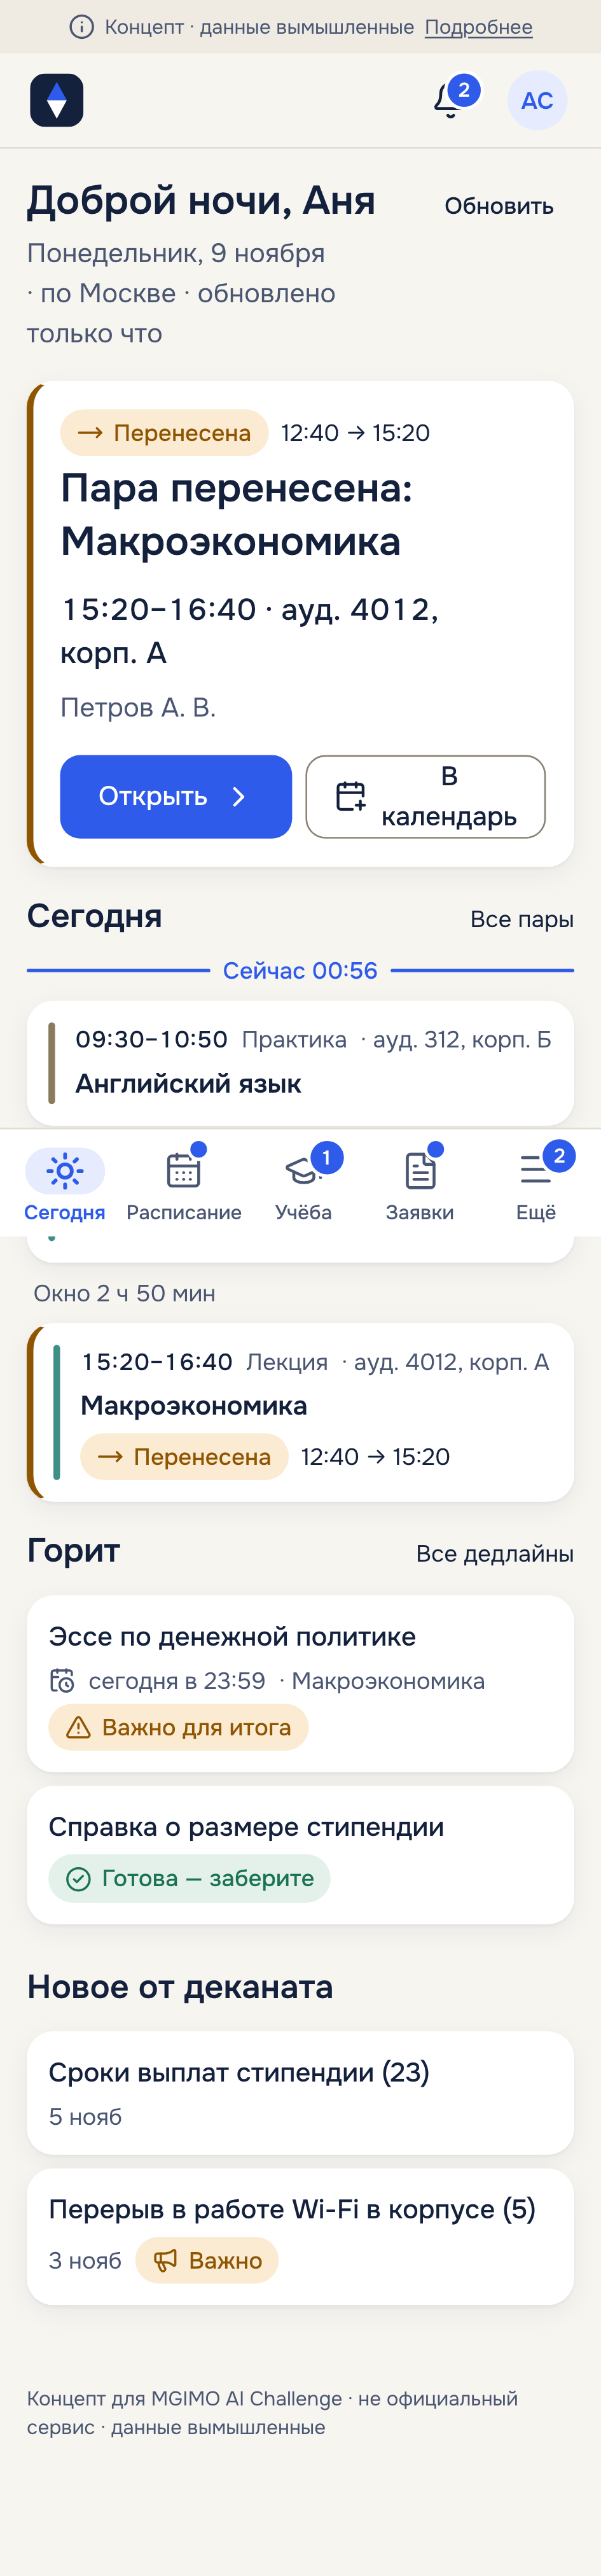 Концепт · данные вымышленные Подробнее
2
АС
Доброй ночи, Аня
Обновить
Понедельник, 9 ноября
· по Москве · обновлено
только что
→ Перенесена 12:40 → 15:20
Пара перенесена:
Макроэкономика
15:20–16:40 · ауд. 4012,
корп. А
Петров А. В.
Открыть
В
календарь
Сегодня
Все пары
Сейчас 00:56
09:30–10:50 Практика · ауд. 312, корп. Б
Английский язык
1
2
Сегодня Расписание Учёба Заявки Ещё
Окно 2 ч 50 мин
15:20–16:40 Лекция · ауд. 4012, корп. А
Макроэкономика
→ Перенесена 12:40 → 15:20
Горит
Все дедлайны
Эссе по денежной политике
сегодня в 23:59 · Макроэкономика
Важно для итога
Справка о размере стипендии
Готова — заберите
Новое от деканата
Сроки выплат стипендии (23)
5 нояб
Перерыв в работе Wi-Fi в корпусе (5)
3 нояб Важно
Концепт для MGIMO AI Challenge · не официальный
сервис · данные вымышленные